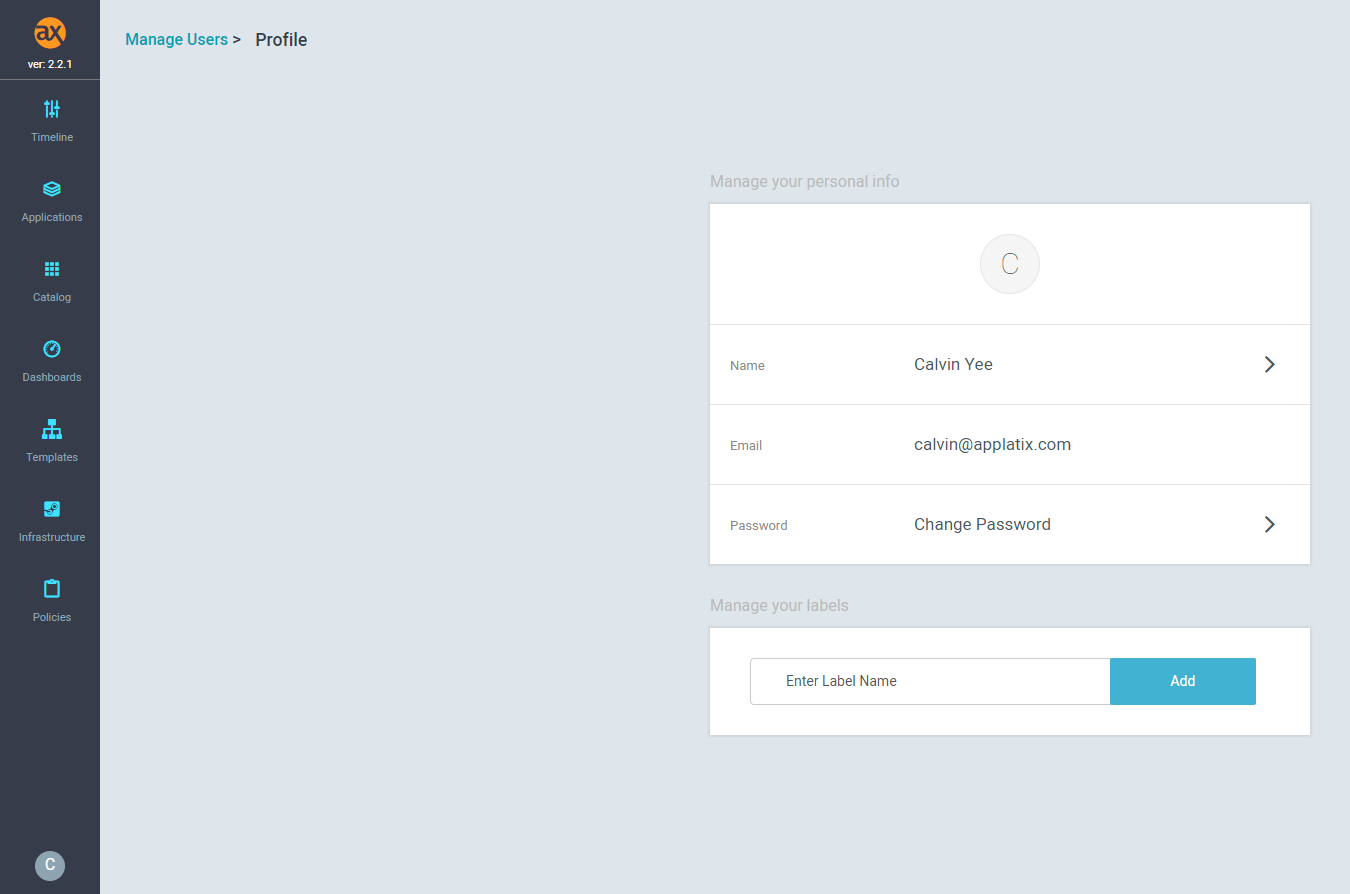 ax
ver: 2.2.1
Timeline
Applications
Catalog
Dashboards
Templates
Infrastructure
Policies
C
Manage Users > Profile
Manage your personal info
C
Name Calvin Yee
Email calvin@applatix.com
Password Change Password
Manage your labels
Enter Label Name Add